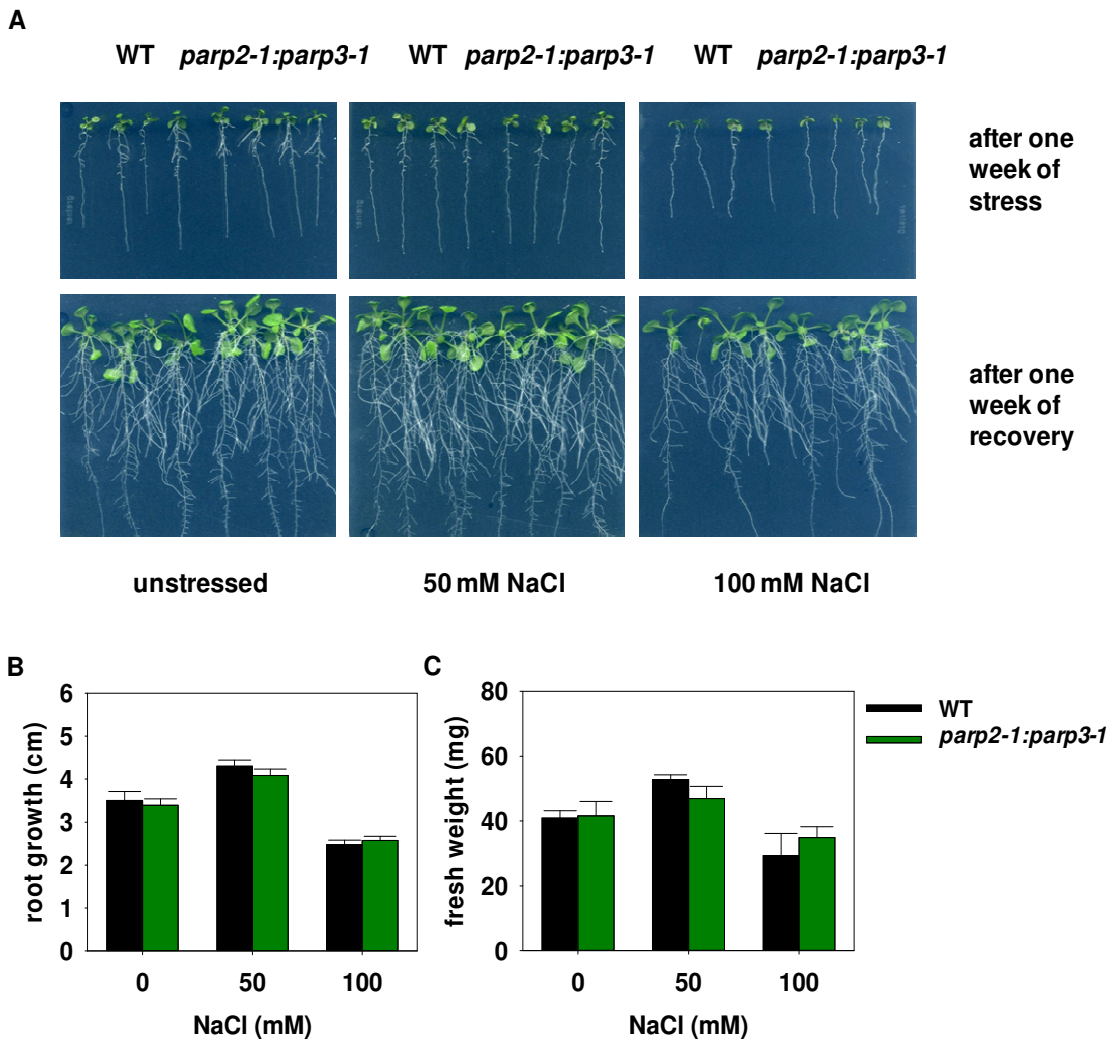 A
WT parp2-1:parp3-1 WT parp2-1:parp3-1 WT parp2-1:parp3-1
after one
week of
stress
after one
week of
recovery
unstressed 50 mM NaCl 100 mM NaCl
B
C
6
5
4
3
2
1
0
root growth (cm)
0 50 100
NaCl (mM)
80
60
40
20
0
fresh weight (mg)
0 50 100
NaCl (mM)
WT
parp2-1:parp3-1